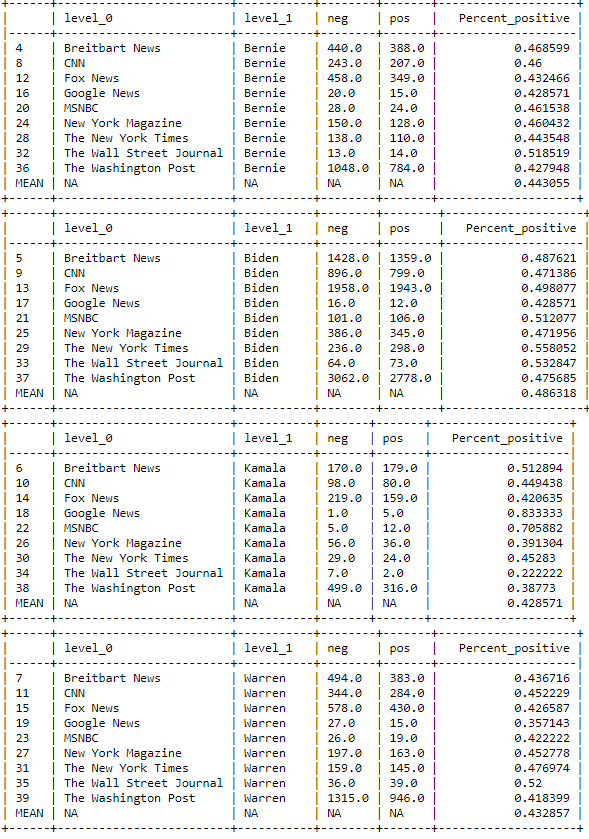 level_0 level_1 neg pos Percent_positive
4 Breitbart News Bernie 440.0 388.0 0.468599
8 CNN Bernie 243.0 207.0 0.46
12 Fox News Bernie 458.0 349.0 0.432466
16 Google News Bernie 20.0 15.0 0.428571
20 MSNBC Bernie 28.0 24.0 0.461538
24 New York Magazine Bernie 150.0 128.0 0.460432
28 The New York Times Bernie 138.0 110.0 0.443548
32 The Wall Street Journal Bernie 13.0 14.0 0.518519
36 The Washington Post Bernie 1048.0 784.0 0.427948
MEAN NA NA NA NA 0.443055
level_0 level_1 neg pos Percent_positive
5 Breitbart News Biden 1428.0 1359.0 0.487621
9 CNN Biden 896.0 799.0 0.471386
13 Fox News Biden 1958.0 1943.0 0.498077
17 Google News Biden 16.0 12.0 0.428571
21 MSNBC Biden 101.0 106.0 0.512077
25 New York Magazine Biden 386.0 345.0 0.471956
29 The New York Times Biden 236.0 298.0 0.558052
33 The Wall Street Journal Biden 64.0 73.0 0.532847
37 The Washington Post Biden 3062.0 2778.0 0.475685
MEAN NA NA NA NA 0.486318
level_0 level_1 neg pos Percent_positive
6 Breitbart News Kamala 170.0 179.0 0.512894
10 CNN Kamala 98.0 80.0 0.449438
14 Fox News Kamala 219.0 159.0 0.420635
18 Google News Kamala 1.0 5.0 0.833333
22 MSNBC Kamala 5.0 12.0 0.705882
26 New York Magazine Kamala 56.0 36.0 0.391304
30 The New York Times Kamala 29.0 24.0 0.45283
34 The Wall Street Journal Kamala 7.0 2.0 0.222222
38 The Washington Post Kamala 499.0 316.0 0.38773
MEAN NA NA NA NA 0.428571
level_0 level_1 neg pos Percent_positive
7 Breitbart News Warren 494.0 383.0 0.436716
11 CNN Warren 344.0 284.0 0.452229
15 Fox News Warren 578.0 430.0 0.426587
19 Google News Warren 27.0 15.0 0.357143
23 MSNBC Warren 26.0 19.0 0.422222
27 New York Magazine Warren 197.0 163.0 0.452778
31 The New York Times Warren 159.0 145.0 0.476974
35 The Wall Street Journal Warren 36.0 39.0 0.52
39 The Washington Post Warren 1315.0 946.0 0.418399
MEAN NA NA NA NA 0.432857